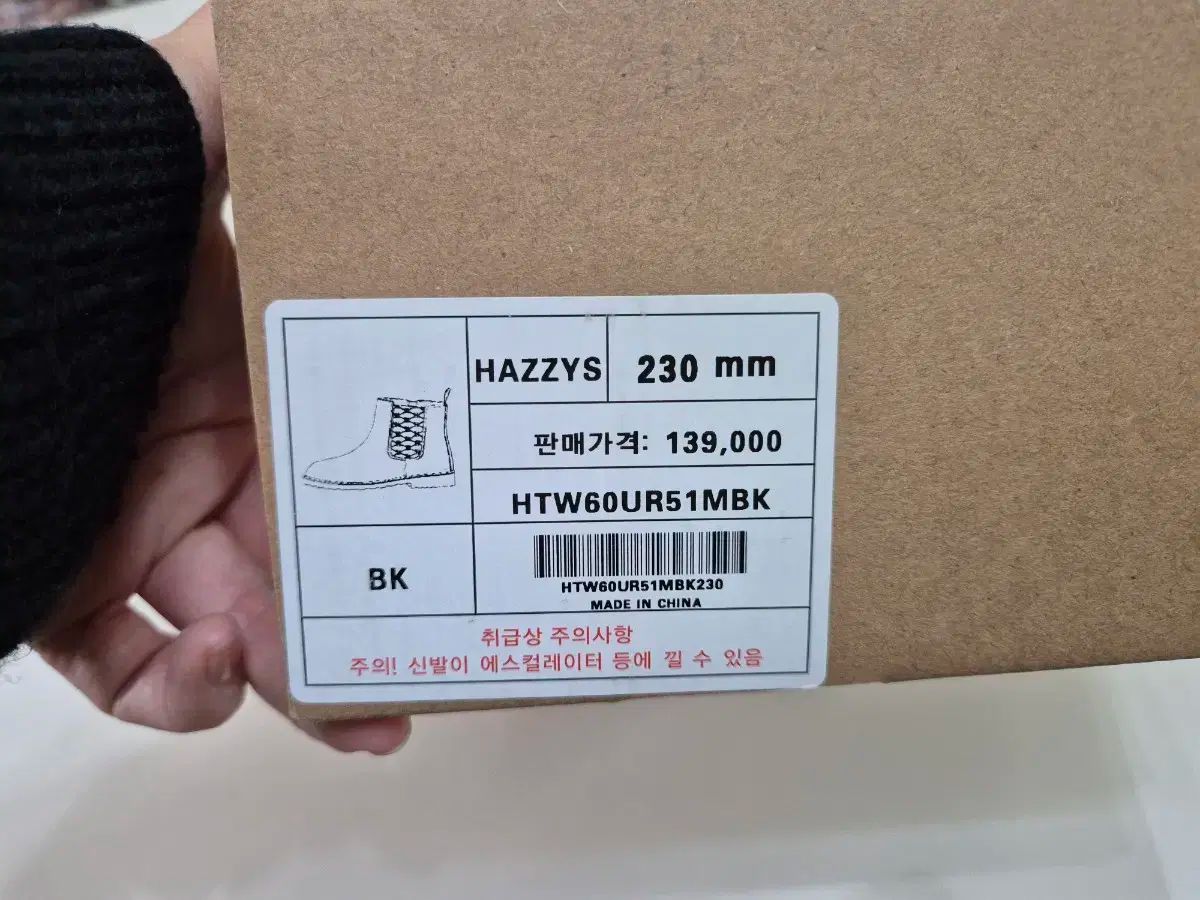 HAZZYS 230 mm
판매가격: 139,000
HTW60UR51MBK
BK
HTW60UR51MBK230
MADE IN CHINA
취급상 주의사항
주의! 신발이 에스컬레이터 등에 낄 수 있음